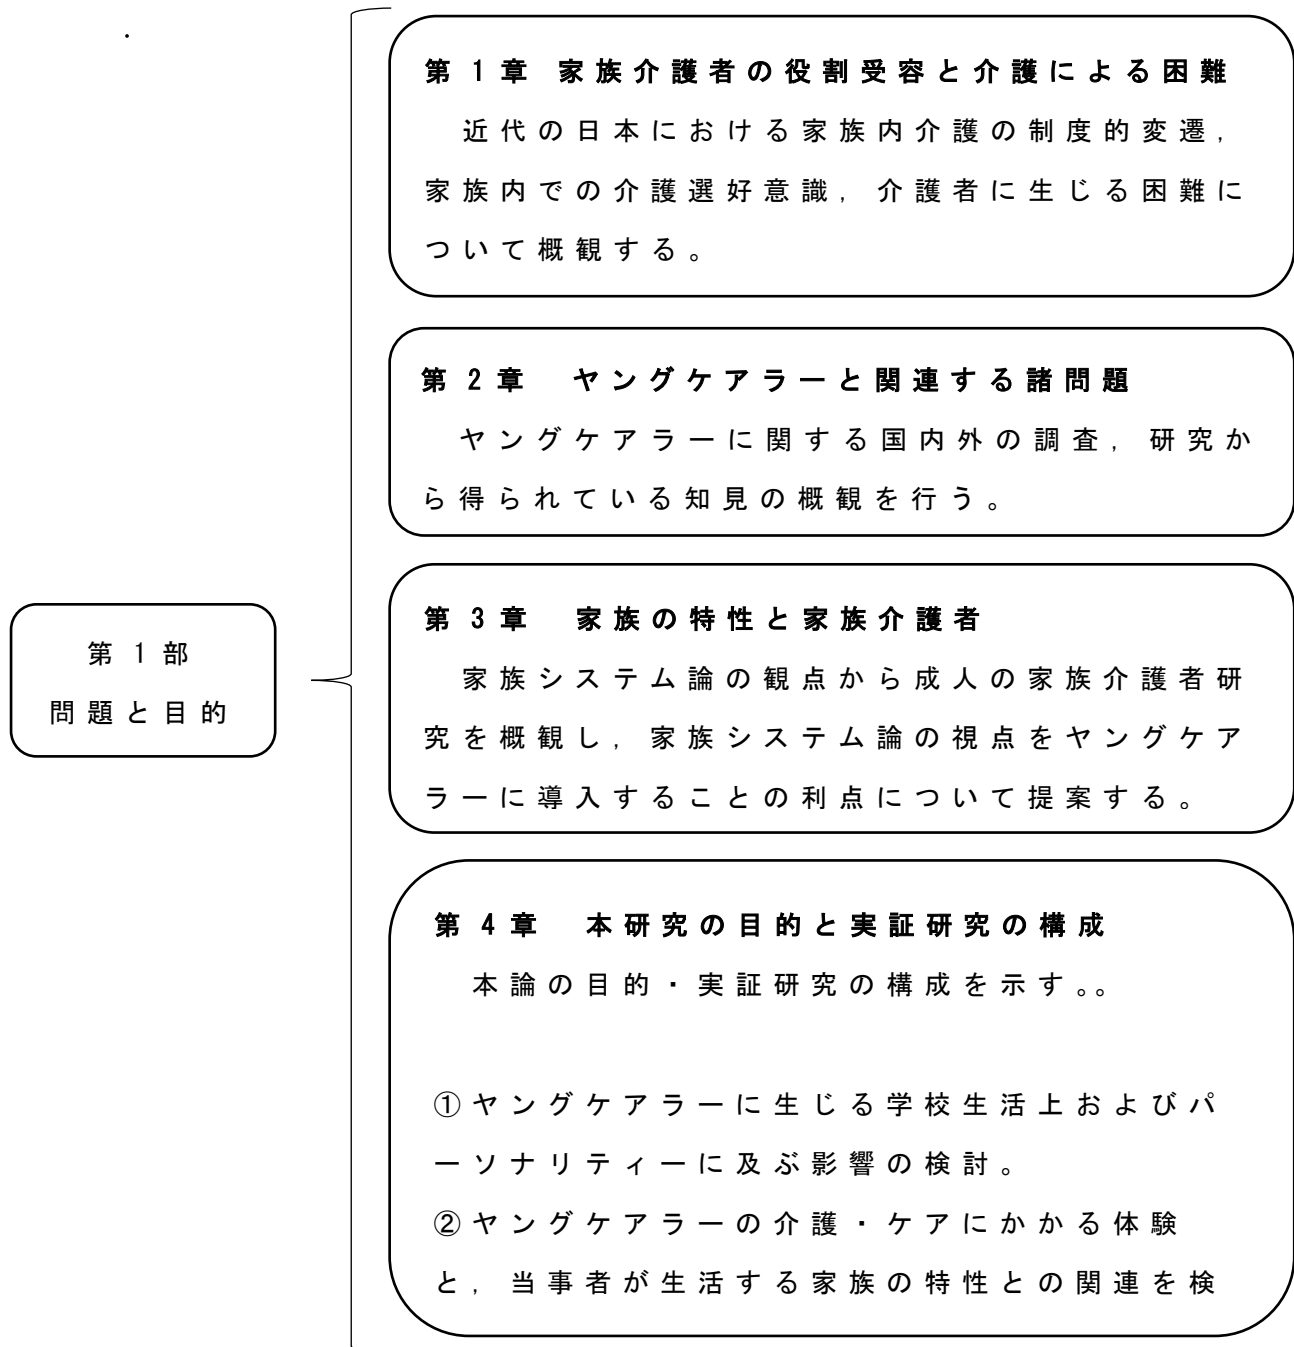 第1章 家族介護者の役割受容と介護による困難
近代の日本における家族内介護の制度的変遷,
家族内での介護選好意識, 介護者に生じる困難に
ついて概観する。
第2章 ヤングケアラーと関連する諸問題
ヤングケアラーに関する国内外の調査, 研究か
ら得られている知見の概観を行う。
第1部
問題と目的
第3章 家族の特性と家族介護者
家族システム論の観点から成人の家族介護者研
究を概観し, 家族システム論の視点をヤングケア
ラーに導入することの利点について提案する。
第4章 本研究の目的と実証研究の構成
本論の目的・実証研究の構成を示す。。
①ヤングケアラーに生じる学校生活上およびパ
ーソナリティーに及ぶ影響の検討。
②ヤングケアラーの介護・ケアにかかる体験
と, 当事者が生活する家族の特性との関連を検